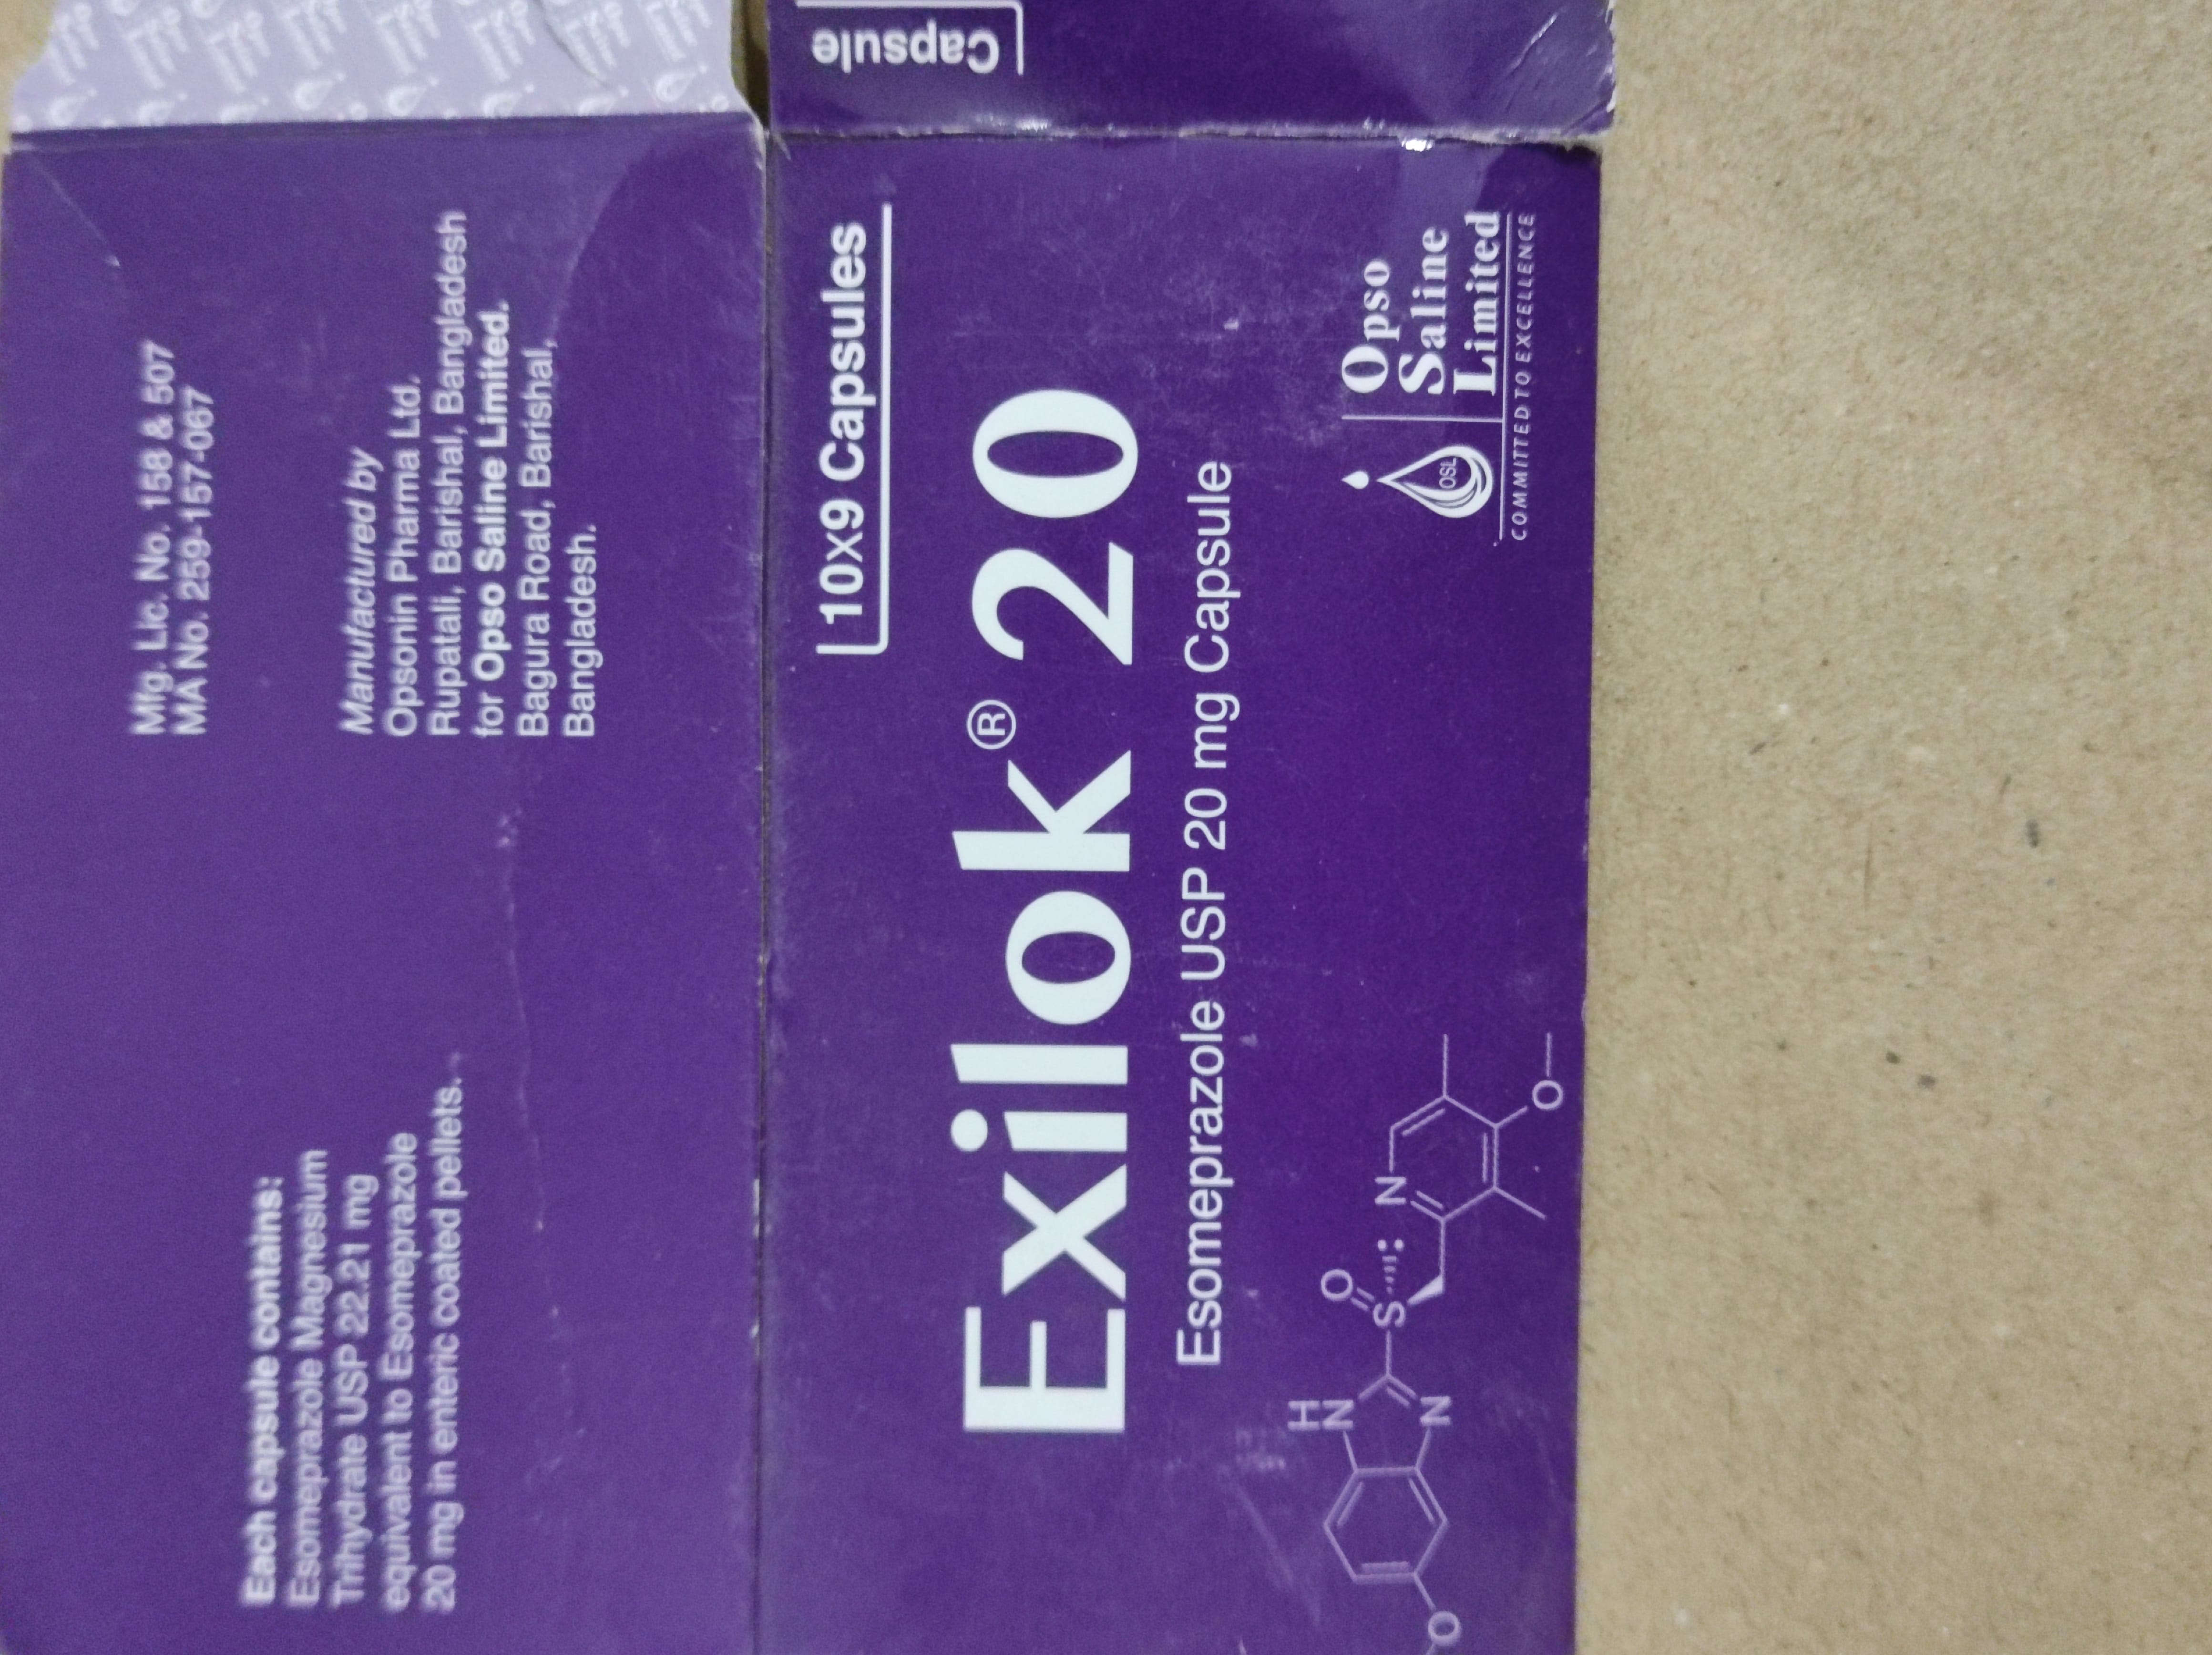 Mfg. Lic. No. 158 & 507
MA No. 259-157-067
Each capsule contains:
Esomeprazole Magnesium
Trihydrate USP 22.21 mg
equivalent to Esomeprazole
20 mg in enteric coated pellets.
Manufactured by
Opsonin Pharma Ltd.
Rupatali, Barishal, Bangladesh
for Opso Saline Limited.
Bagura Road, Barishal,
Bangladesh.
10x9 Capsules
Capsule
Exilok® 20
Esomeprazole USP 20 mg Capsule
H
N
O
S
N
N
O
O
OSL
Opso
Saline
Limited
COMMITTED TO EXCELLENCE